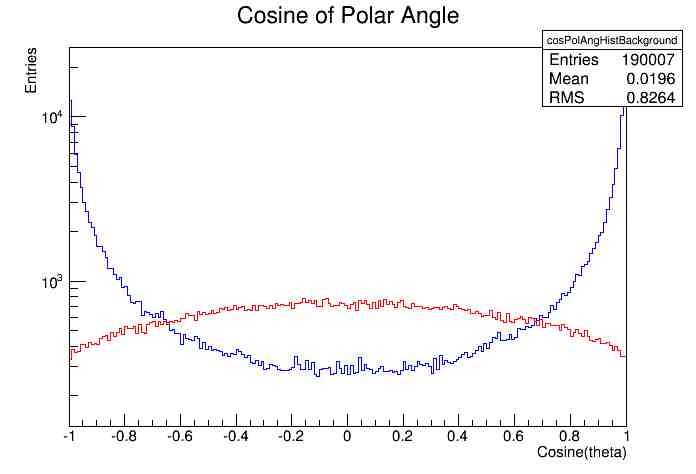 Cosine of Polar Angle
cosPolAngHistBackground
Entries 190007
Mean 0.0196
RMS 0.8264
Entries
10^4
10^3
-1 -0.8 -0.6 -0.4 -0.2 0 0.2 0.4 0.6 0.8 1
Cosine(theta)